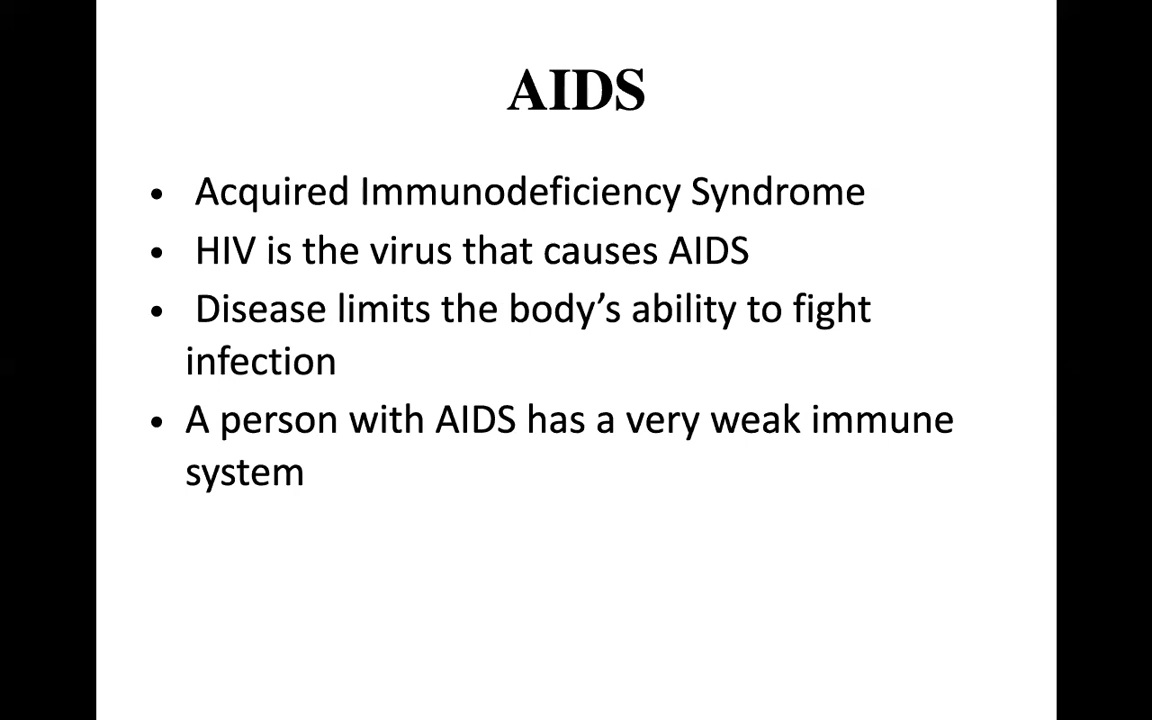 AIDS
• Acquired Immunodeficiency Syndrome
• HIV is the virus that causes AIDS
• Disease limits the body’s ability to fight
infection
• A person with AIDS has a very weak immune
system